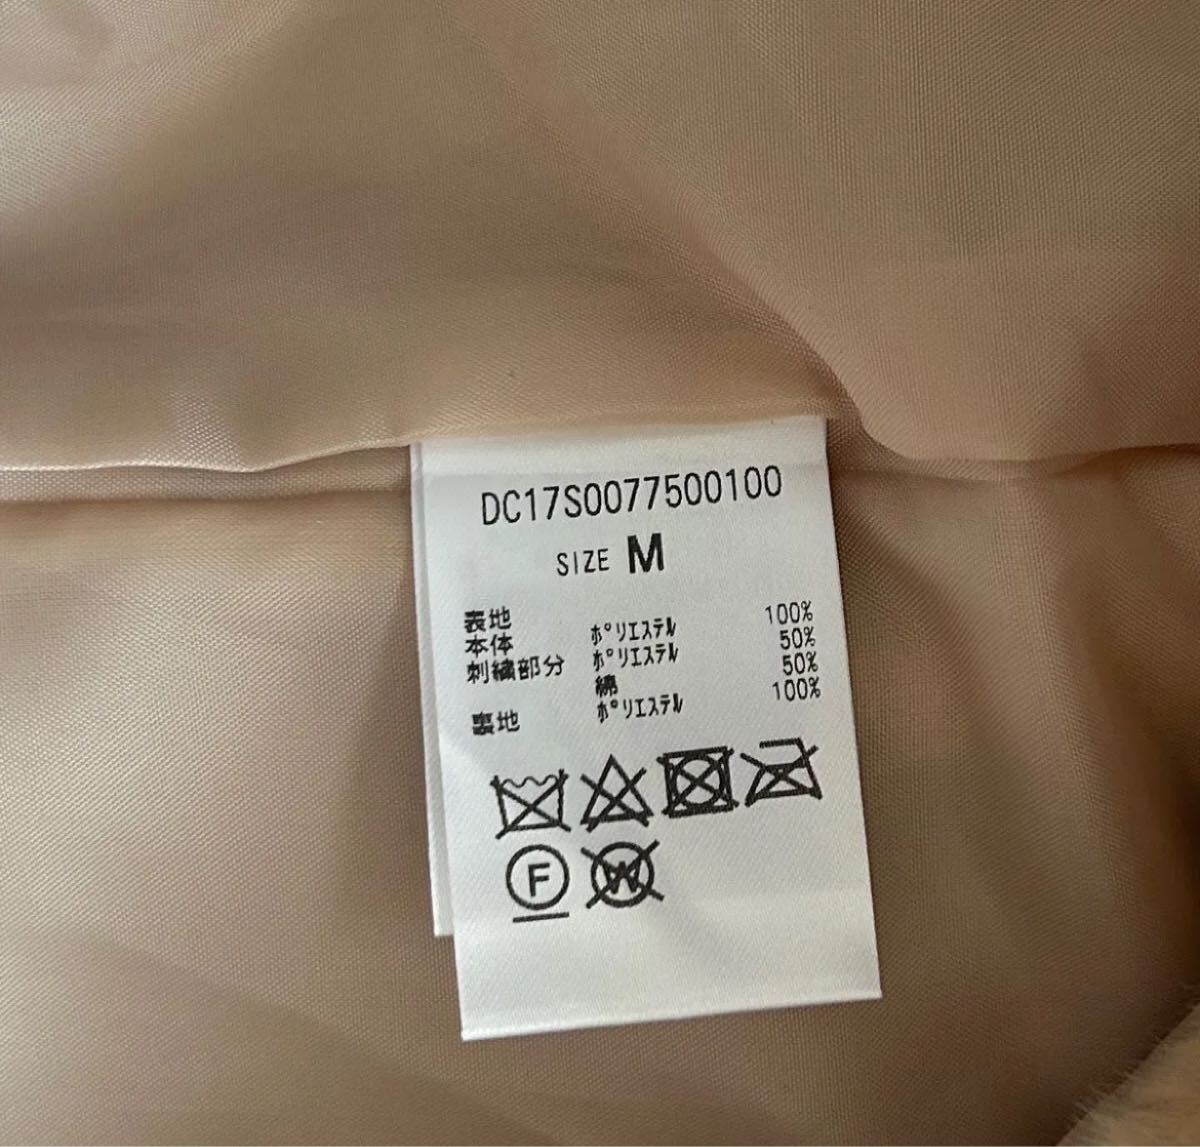 DC17S0077500100
SIZE M
表地
本体 ﾎﾟﾘｴｽﾃﾙ 100%
刺繍部分 ﾎﾟﾘｴｽﾃﾙ 50%
綿 50%
裏地 ﾎﾟﾘｴｽﾃﾙ 100%
F W